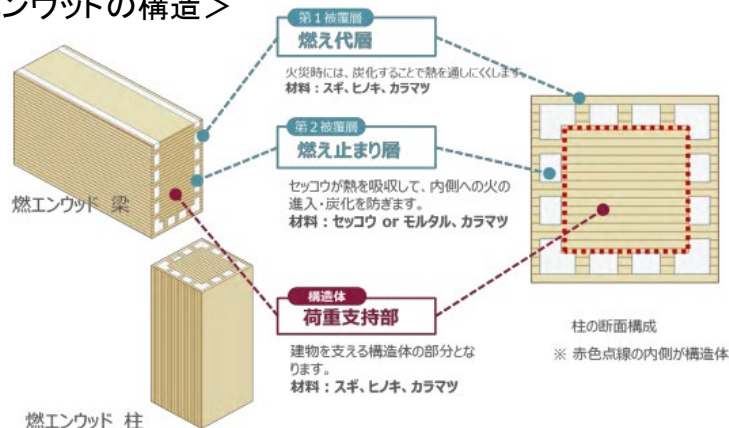 ンウッドの構造＞
第1被覆層
燃え代層
火災時には、炭化することで熱を通しにくくします。
材料：スギ、ヒノキ、カラマツ
第2被覆層
燃え止まり層
セッコウが熱を吸収して、内側への火の
進入・炭化を防ぎます。
材料：セッコウ or モルタル、カラマツ
燃エンウッド 梁
構造体
荷重支持部
建物を支える構造体の部分とな
ります。
材料：スギ、ヒノキ、カラマツ
燃エンウッド 柱
柱の断面構成
※ 赤色点線の内側が構造体